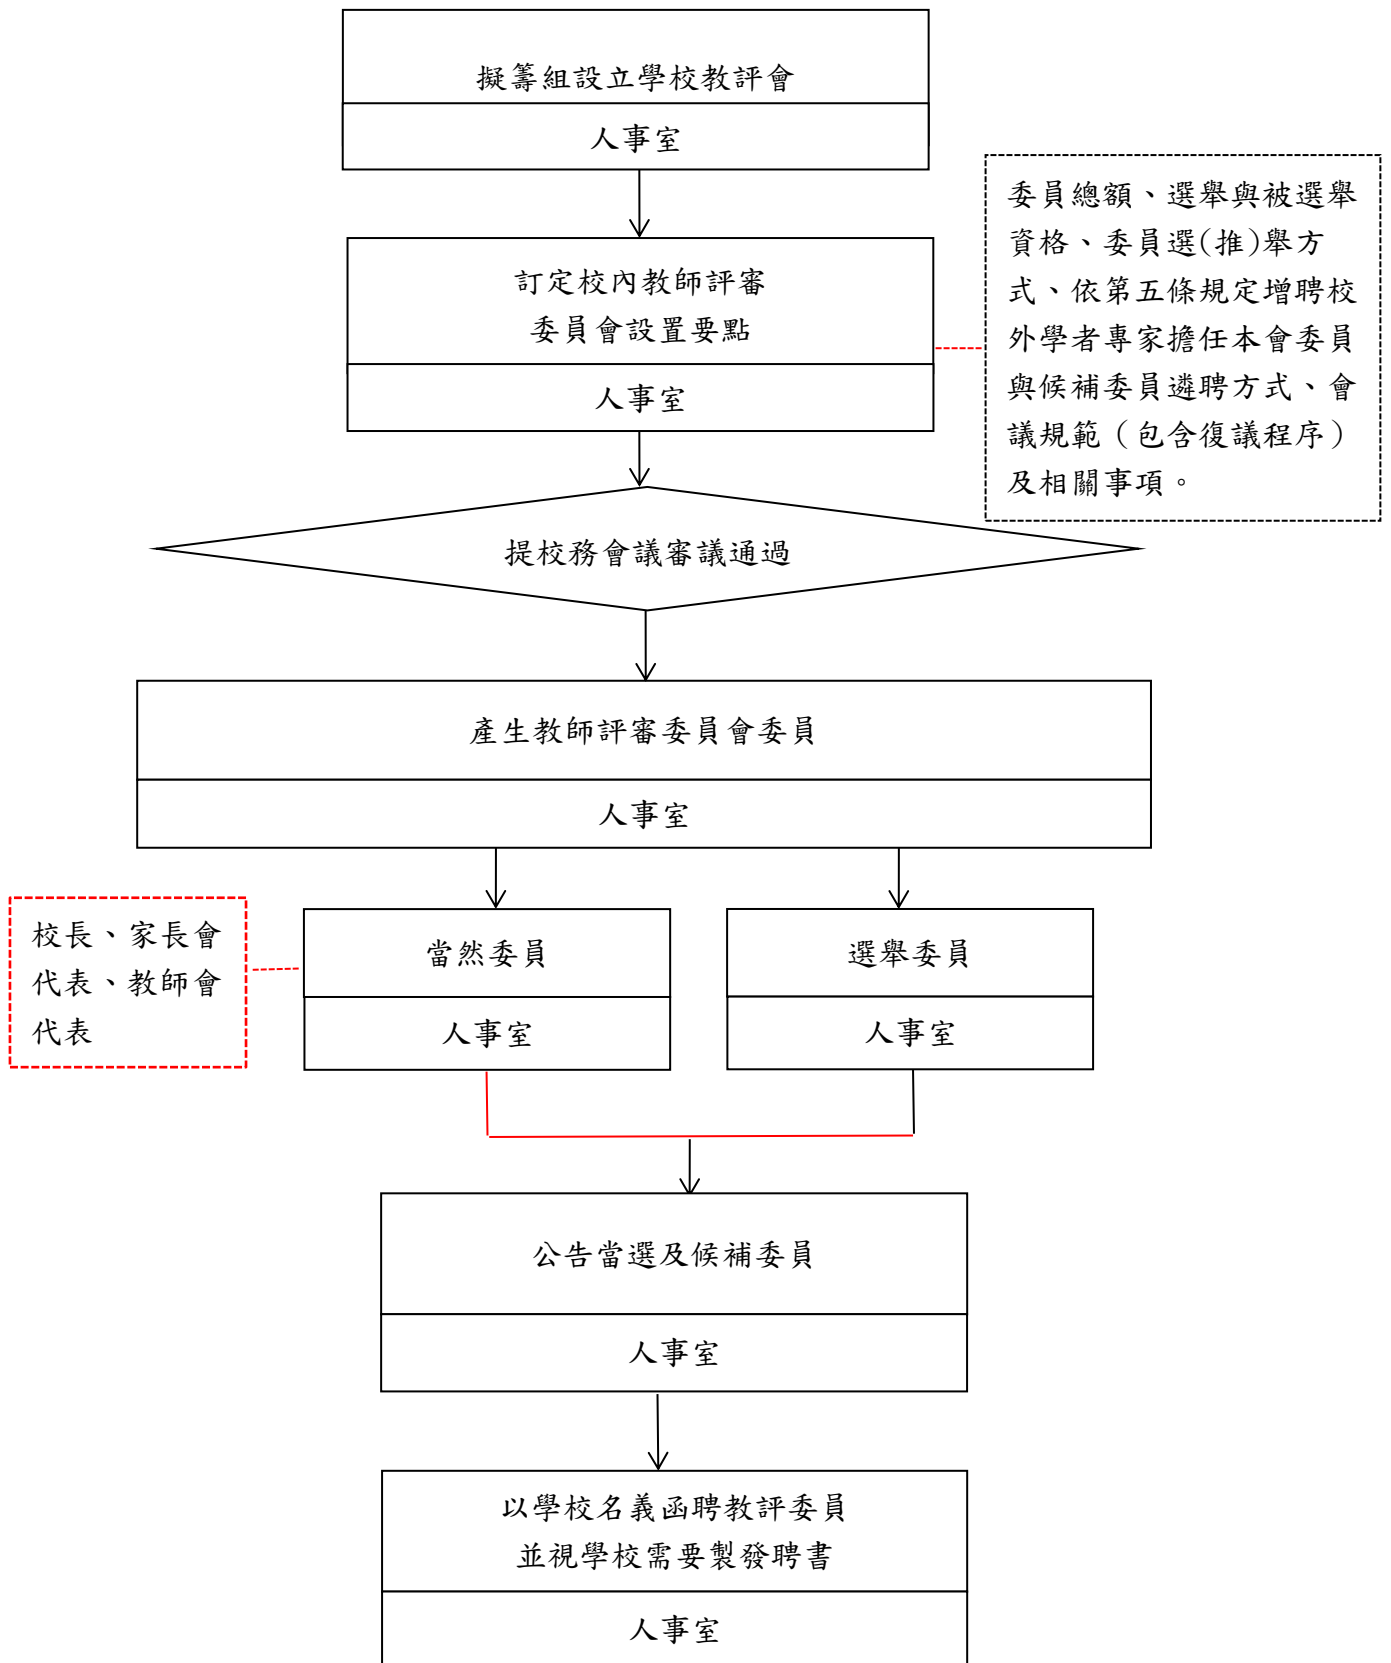 擬籌組設立學校教評會
人事室
訂定校內教師評審
委員會設置要點
人事室
委員總額、選舉與被選舉
資格、委員選(推)舉方
式、依第五條規定增聘校
外學者專家擔任本會委員
與候補委員遴聘方式、會
議規範（包含復議程序）
及相關事項。
提校務會議審議通過
產生教師評審委員會委員
人事室
校長、家長會
代表、教師會
代表
當然委員
人事室
選舉委員
人事室
公告當選及候補委員
人事室
以學校名義函聘教評委員
並視學校需要製發聘書
人事室